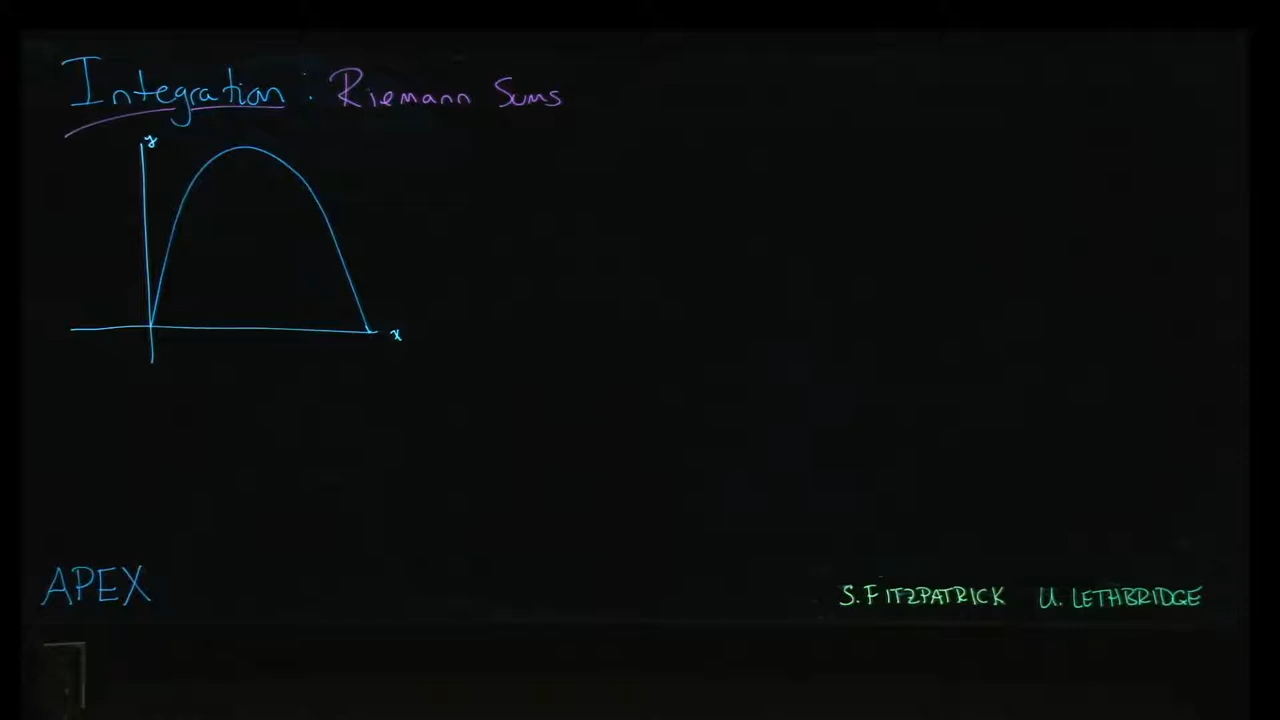 Integration: Riemann Sums
y
x
APEX
S. FITZPATRICK U. LETHBRIDGE